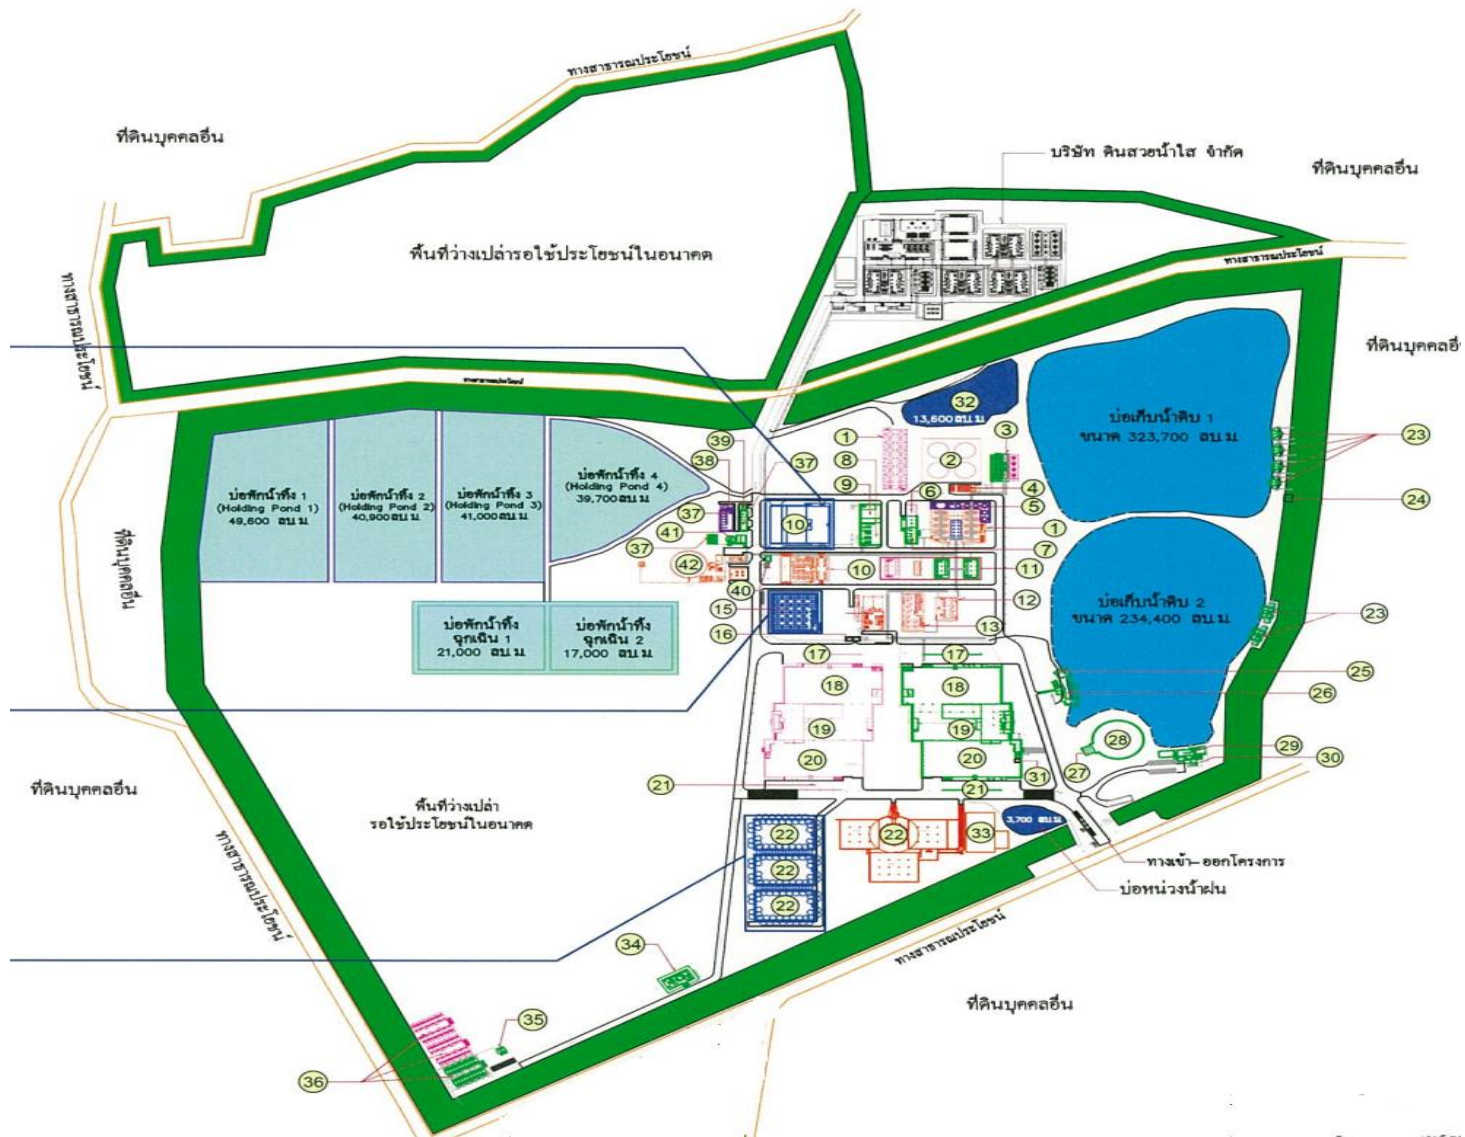 ทางสาธารณประโยชน์
ที่ดินบุคคลอื่น
บริษัท ดินสวยน้ำใส จำกัด
ที่ดินบุคคลอื่น
พื้นที่ว่างเปล่ารอใช้ประโยชน์ในอนาคต
ทางสาธารณประโยชน์
ทางสาธารณประโยชน์
ที่ดินบุคคลอื่
ทางสาธารณประโยชน์
32
13,600 ลบ.ม.
บ่อเก็บน้ำดิบ 1
ขนาด 323,700 ลบ.ม.
1
3
23
39
2
38
37
8
บ่อพักน้ำทิ้ง 4
(Holding Pond 4)
39,700ลบ.ม.
บ่อพักน้ำทิ้ง 1
(Holding Pond 1)
49,600 ลบ.ม.
บ่อพักน้ำทิ้ง 2
(Holding Pond 2)
40,900ลบ.ม.
บ่อพักน้ำทิ้ง 3
(Holding Pond 3)
41,000ลบ.ม.
9
6
4
24
37
5
10
1
41
37
7
42
10
11
ที่ดินบุคคลอื่น
40
12
15
บ่อเก็บน้ำดิบ 2
ขนาด 234,400 ลบ.ม.
23
บ่อพักน้ำทิ้ง
ฉุกเฉิน 1
21,000 ลบ.ม.
บ่อพักน้ำทิ้ง
ฉุกเฉิน 2
17,000 ลบ.ม.
16
13
17
17
25
18
18
26
19
19
28
29
20
20
27
30
31
21
21
ที่ดินบุคคลอื่น
พื้นที่ว่างเปล่า
รอใช้ประโยชน์ในอนาคต
3,700 ลบ.ม.
22
22
33
ทางเข้า-ออกโครงการ
22
บ่อหน่วงน้ำฝน
ทางสาธารณประโยชน์
22
ทางสาธารณประโยชน์
34
ที่ดินบุคคลอื่น
35
36